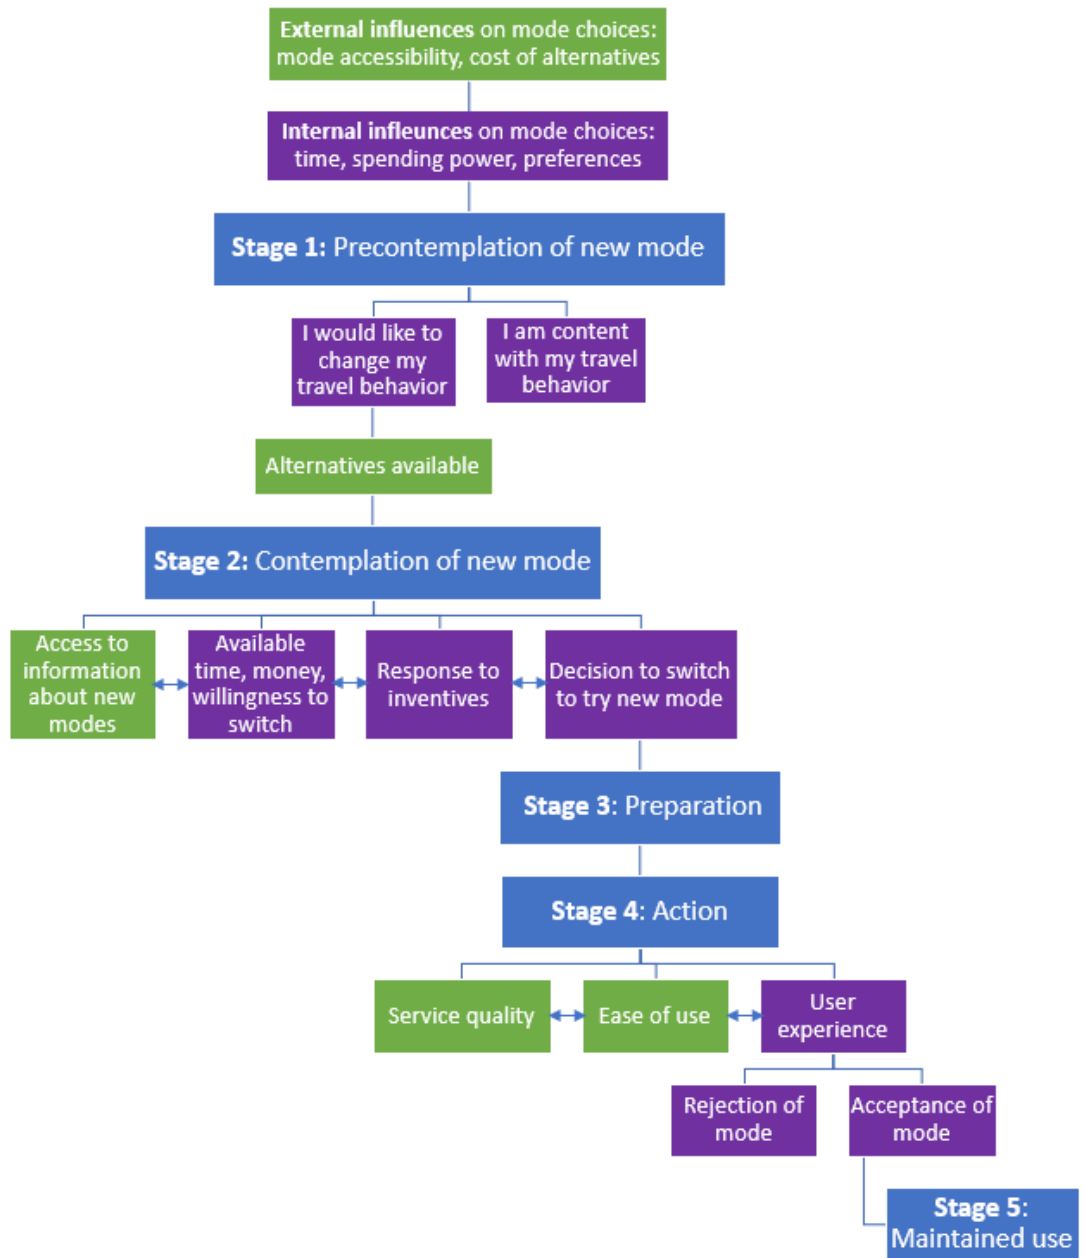 External influences on mode choices:
mode accessibility, cost of alternatives
Internal infleunces on mode choices:
time, spending power, preferences
Stage 1: Precontemplation of new mode
I would like to
change my
travel behavior
I am content
with my travel
behavior
Alternatives available
Stage 2: Contemplation of new mode
Access to
information
about new
modes
Available
time, money,
willingness to
switch
Response to
inventives
Decision to switch
to try new mode
Stage 3: Preparation
Stage 4: Action
Service quality
Ease of use
User
experience
Rejection of
mode
Acceptance of
mode
Stage 5:
Maintained use